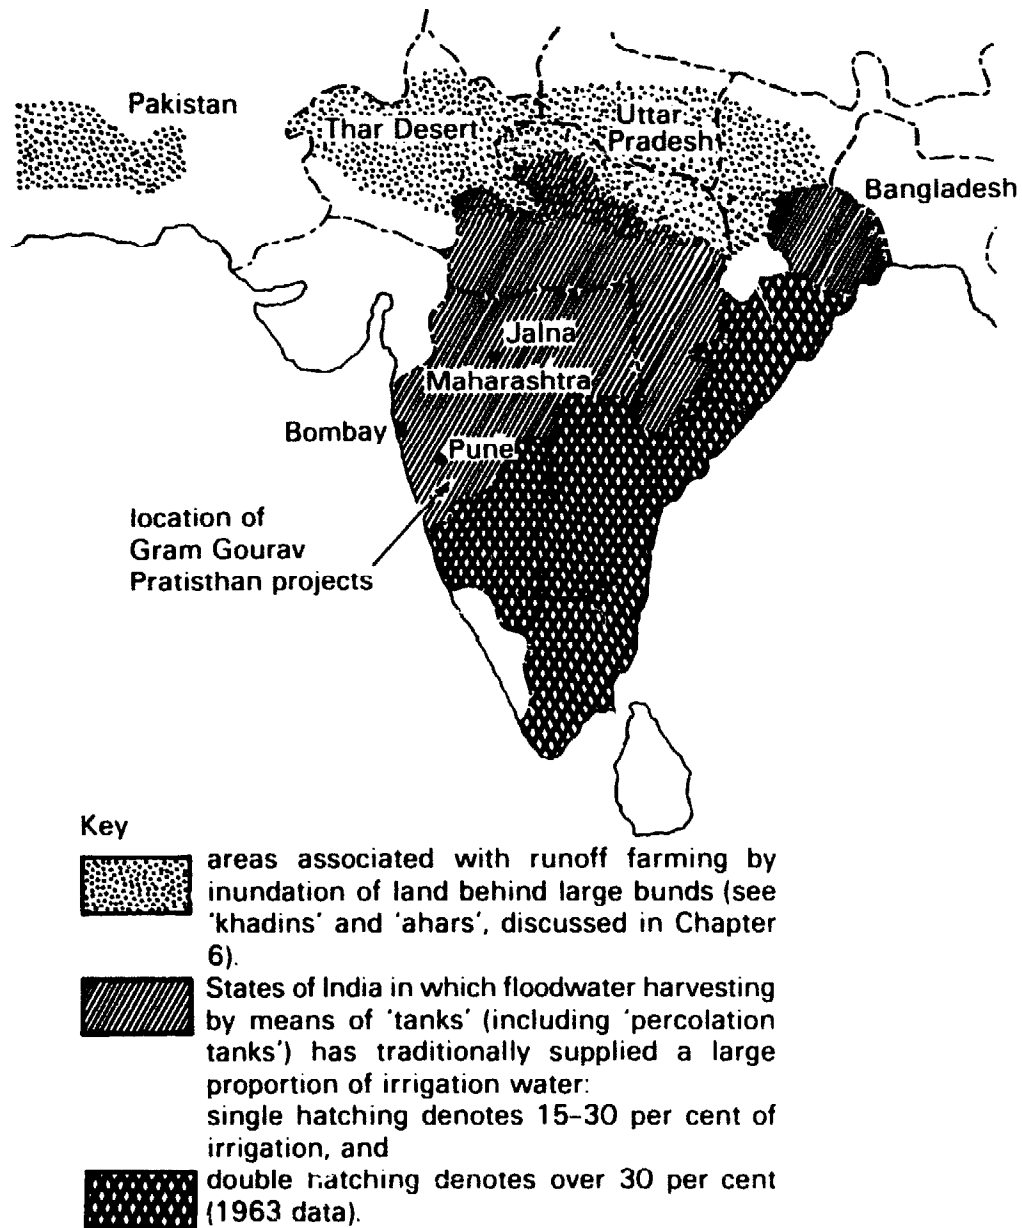 Pakistan
Thar Desert
Uttar
Pradesh
Bangladesh
Jalna
Maharashtra
Bombay
Pune
location of
Gram Gourav
Pratisthan projects
Key
areas associated with runoff farming by
inundation of land behind large bunds (see
'khadins' and 'ahars', discussed in Chapter
6).
States of India in which floodwater harvesting
by means of 'tanks' (including 'percolation
tanks') has traditionally supplied a large
proportion of irrigation water:
single hatching denotes 15–30 per cent of
irrigation, and
double hatching denotes over 30 per cent
(1963 data).